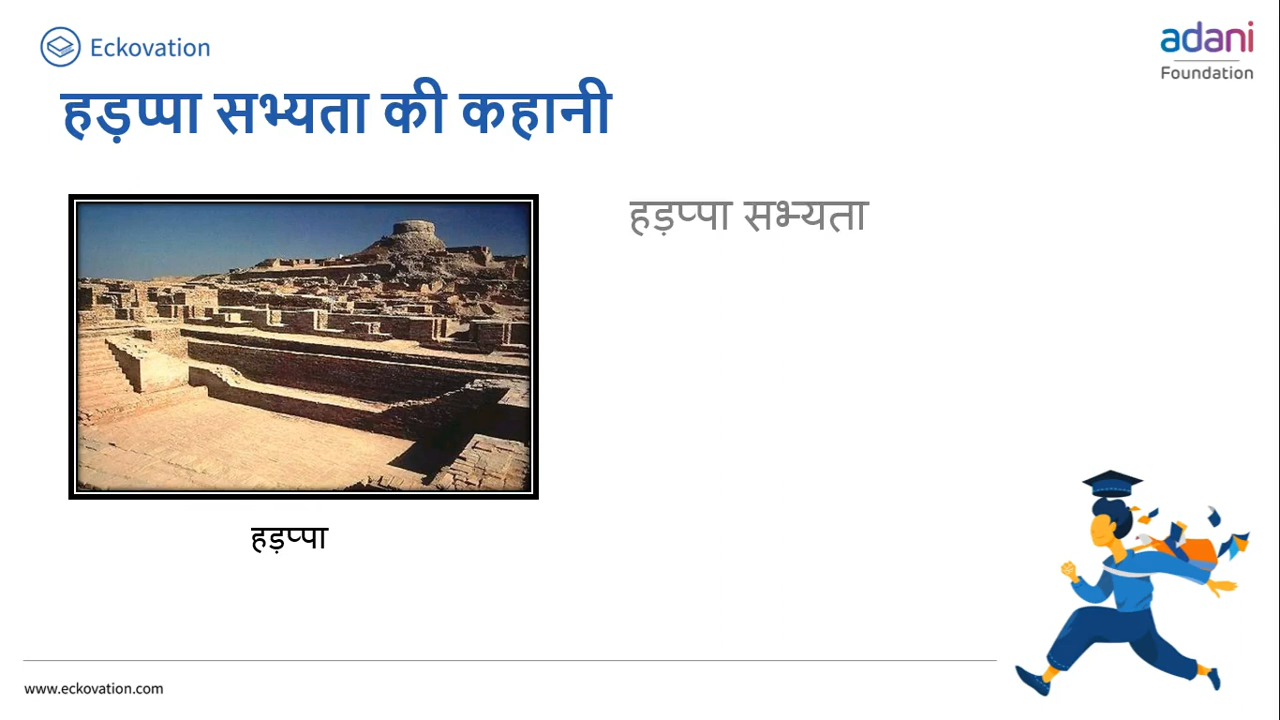 Eckovation
adani
Foundation
हड़प्पा सभ्यता की कहानी
हड़प्पा सभ्यता
हड़प्पा
www.eckovation.com